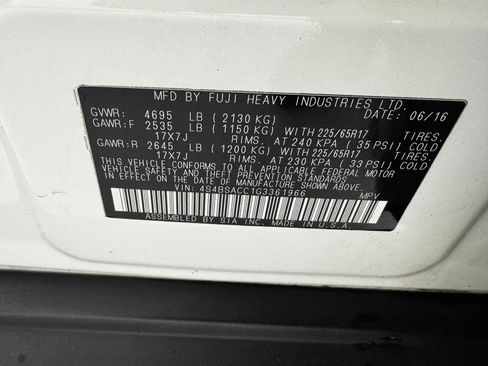 MFD BY FUJI HEAVY INDUSTRIES LTD.
GVWR: 4695 LB ( 2130 KG) DATE: 06/16
GAWR:F 2535 LB ( 1150 KG) WITH 225/65R17 TIRES.
17X7J RIMS. AT 240 KPA ( 35 PSI) COLD
GAWR:R 2645 LB ( 1200 KG) WITH 225/65R17 TIRES.
17X7J RIMS. AT 230 KPA ( 33 PSI) COLD
THIS VEHICLE CONFORMS TO ALL APPLICABLE FEDERAL MOTOR
VEHICLE SAFETY AND BUMPER STANDARDS IN EFFECT ON THE
DATE OF MANUFACTURE SHOWN ABOVE.
VIN: 4S4BSACC1G3361966 MPV
ASSEMBLED BY SIA INC. MADE IN U.S.A.